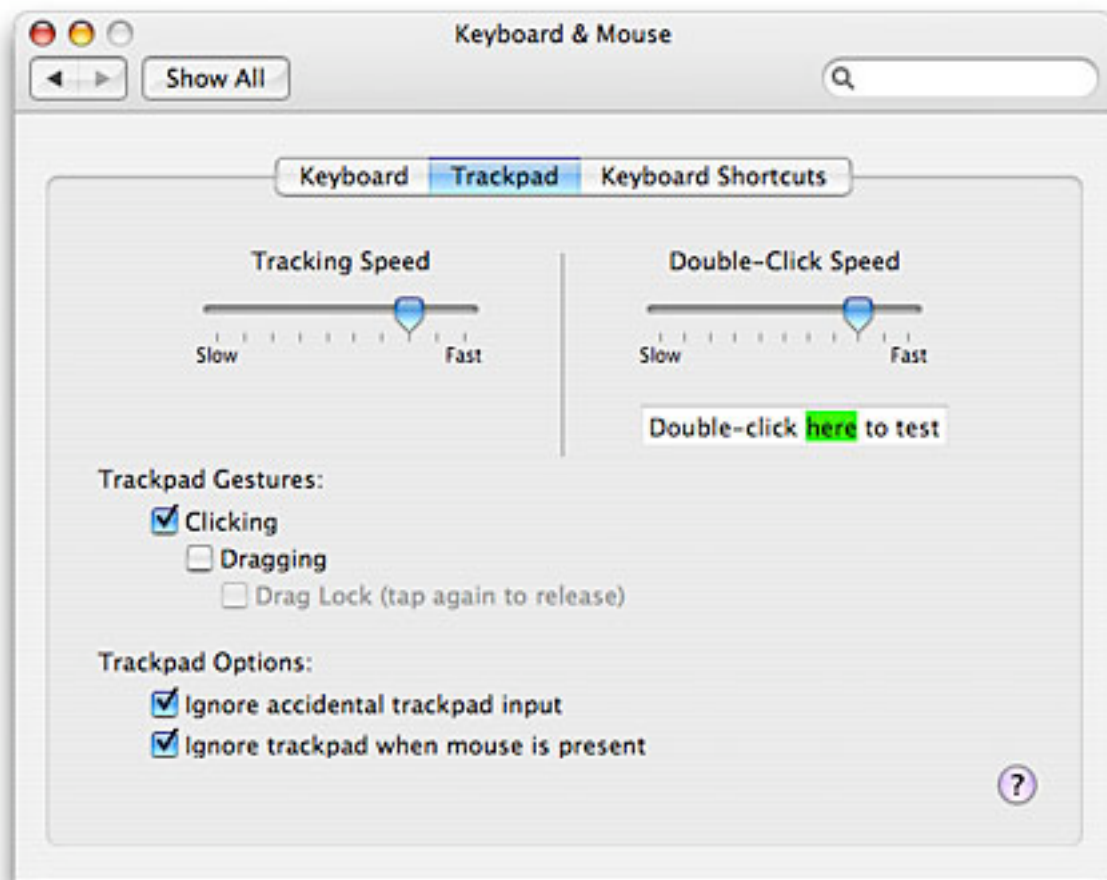 Keyboard & Mouse
Show All
Keyboard Trackpad Keyboard Shortcuts
Tracking Speed Double-Click Speed
Slow Fast Slow Fast
Double-click here to test
Trackpad Gestures:
Clicking
Dragging
Drag Lock (tap again to release)
Trackpad Options:
Ignore accidental trackpad input
Ignore trackpad when mouse is present
?